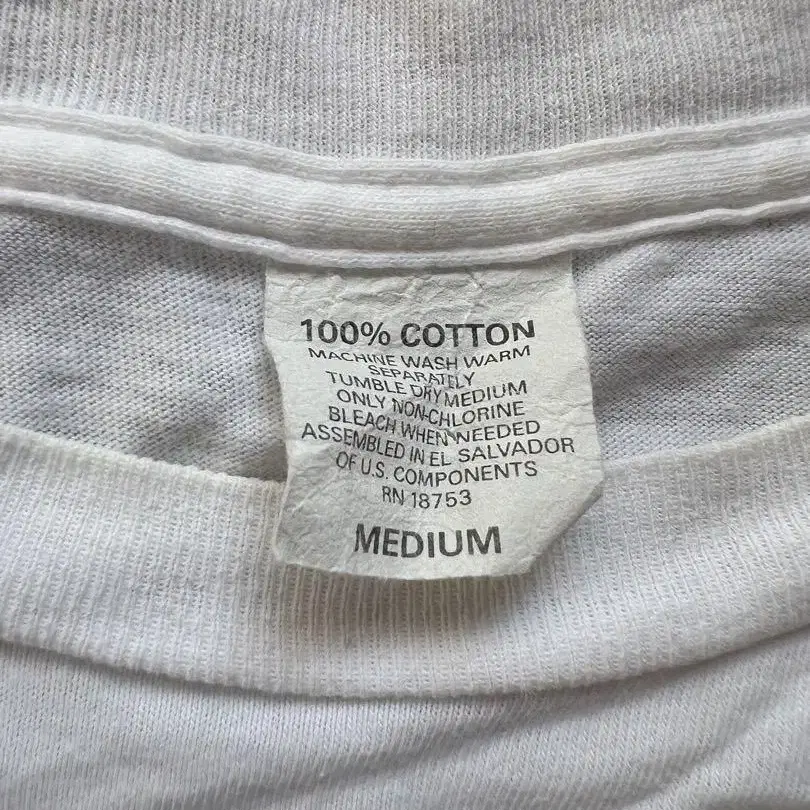 100% COTTON
MACHINE WASH WARM
SEPARATELY
TUMBLE DRY MEDIUM
ONLY NON-CHLORINE
BLEACH WHEN NEEDED
ASSEMBLED IN EL SALVADOR
OF U.S. COMPONENTS
RN 18753
MEDIUM